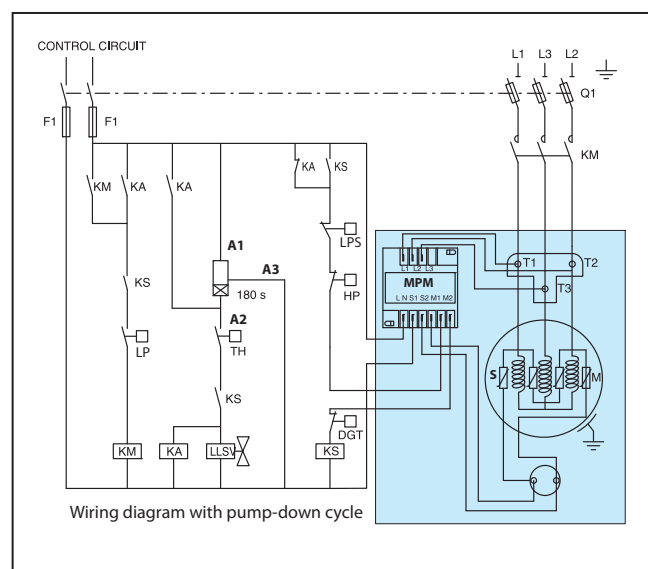 CONTROL CIRCUIT
L1 L3 L2
Q1
F1 F1
KM
KA KS
KM KA KA
LPS
A1
A3
T1 T2
L1 L2 L3
MPM
T3
KS
180 s
HP
L N S1 S2 M1 M2
A2
LP
TH
S M
KS
DGT
KM KA LLSV KS
Wiring diagram with pump-down cycle